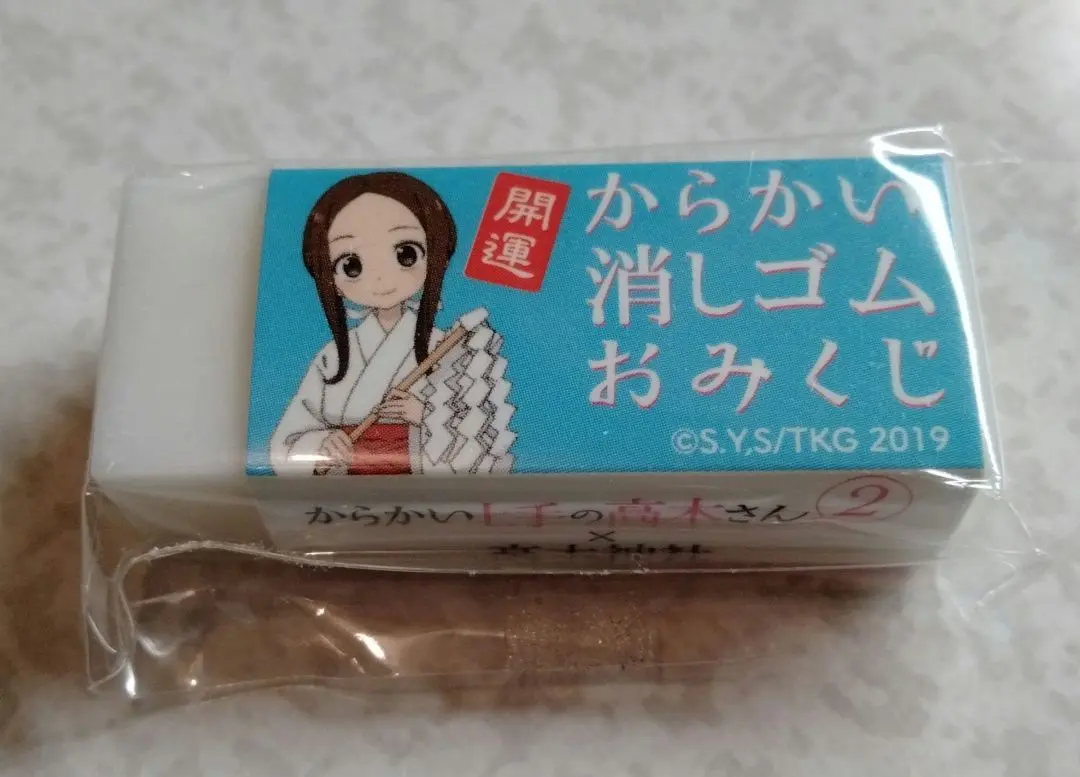 開運
からかい
消しゴム
おみくじ
©S.Y,S/TKG 2019
からかい上手の高木さん②
×